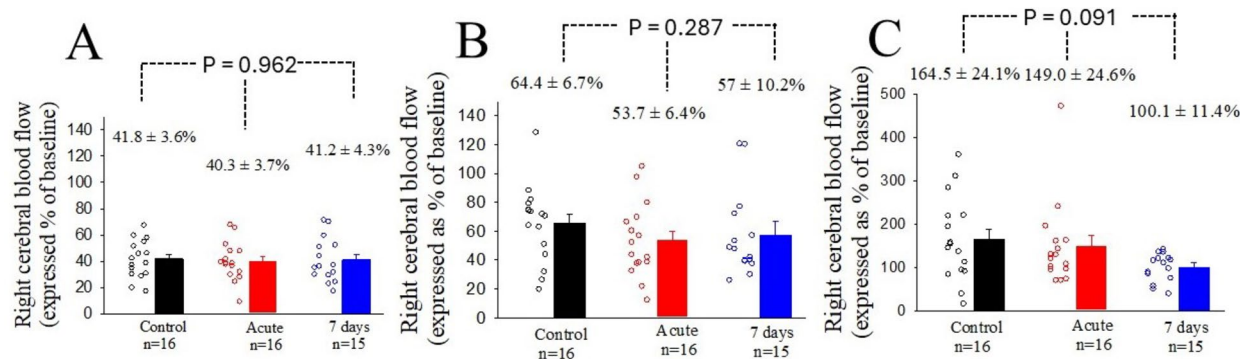 A
P = 0.962
Right cerebral blood flow
(expressed % of baseline)
41.8 ± 3.6%
40.3 ± 3.7%
41.2 ± 4.3%
140
120
100
80
60
40
20
0
Control
n=16
Acute
n=16
7 days
n=15
B
P = 0.287
Right cerebral blood flow
(expressed as % of baseline)
64.4 ± 6.7%
53.7 ± 6.4%
57 ± 10.2%
140
120
100
80
60
40
20
0
Control
n=16
Acute
n=16
7 days
n=15
C
P = 0.091
Right cerebral blood flow
(expressed as % of baseline)
164.5 ± 24.1%
149.0 ± 24.6%
100.1 ± 11.4%
500
400
300
200
100
0
Control
n=16
Acute
n=16
7 days
n=15